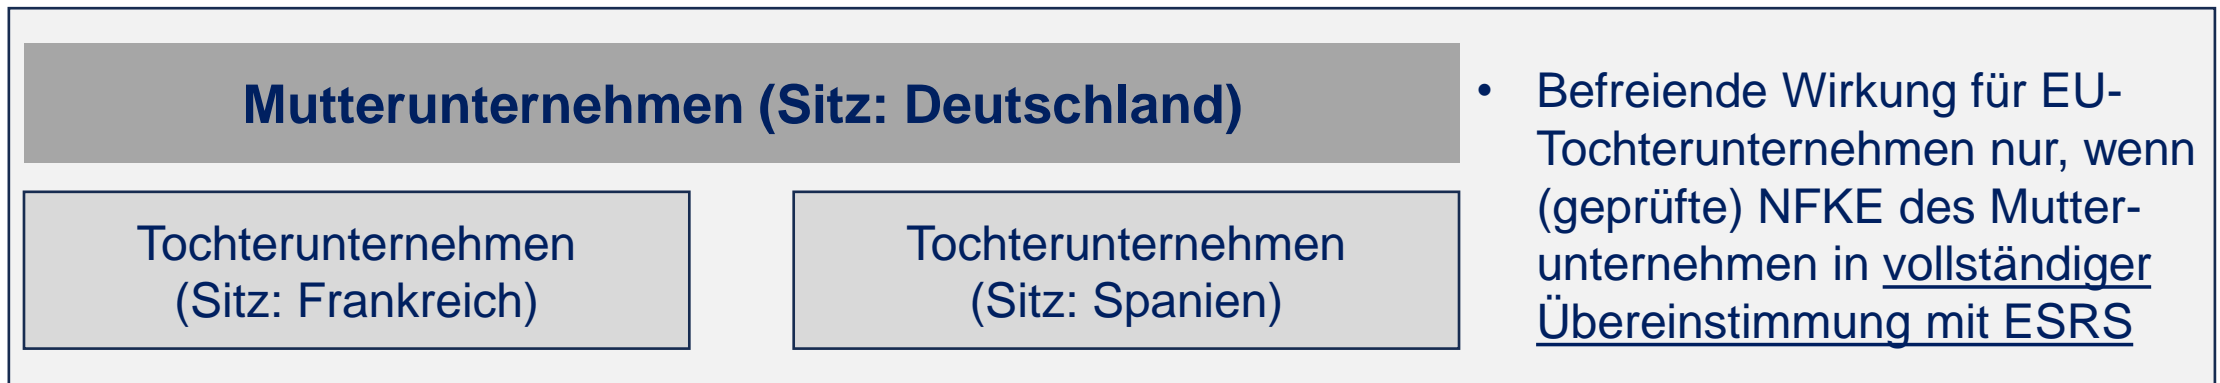 Mutterunternehmen (Sitz: Deutschland)
Tochterunternehmen
(Sitz: Frankreich)
Tochterunternehmen
(Sitz: Spanien)
• Befreiende Wirkung für EU-
Tochterunternehmen nur, wenn
(geprüfte) NFKE des Mutter-
unternehmen in vollständiger
Übereinstimmung mit ESRS